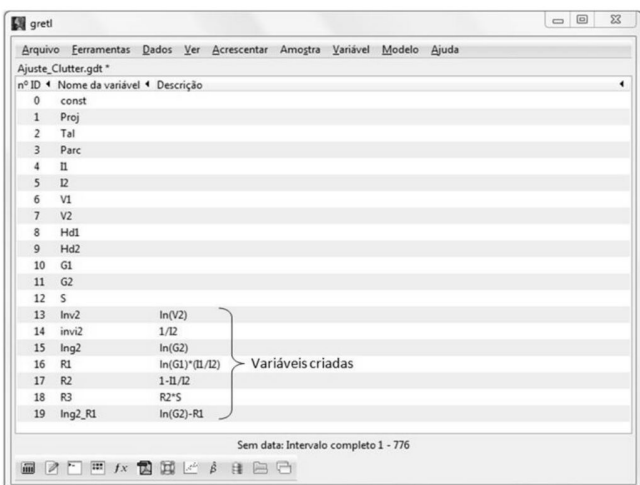 gretl
Arquivo Ferramentas Dados Ver Acrescentar Amostra Variável Modelo Ajuda
Ajuste_Clutter.gdt *
nº ID Nome da variável Descrição
0 const
1 Proj
2 Tal
3 Parc
4 I1
5 I2
6 V1
7 V2
8 Hd1
9 Hd2
10 G1
11 G2
12 S
13 lnv2 ln(V2)
14 invi2 1/I2
15 lng2 ln(G2)
16 R1 ln(G1)*(I1/I2)
Variáveis criadas
17 R2 1-I1/I2
18 R3 R2*S
19 lng2_R1 ln(G2)-R1
Sem data: Intervalo completo 1 - 776
fx
β̂